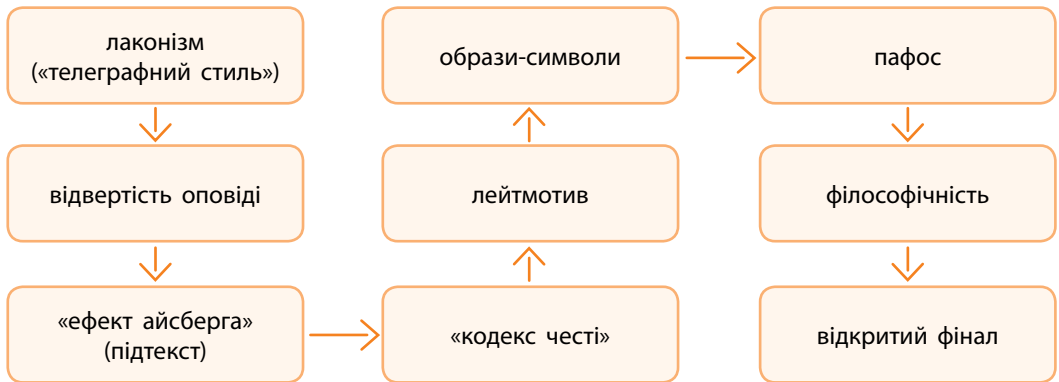 лаконізм
(«телеграфний стиль»)
відвертість оповіді
«ефект айсберга»
(підтекст)
«кодекс честі»
лейтмотив
образи-символи
пафос
філософічність
відкритий фінал